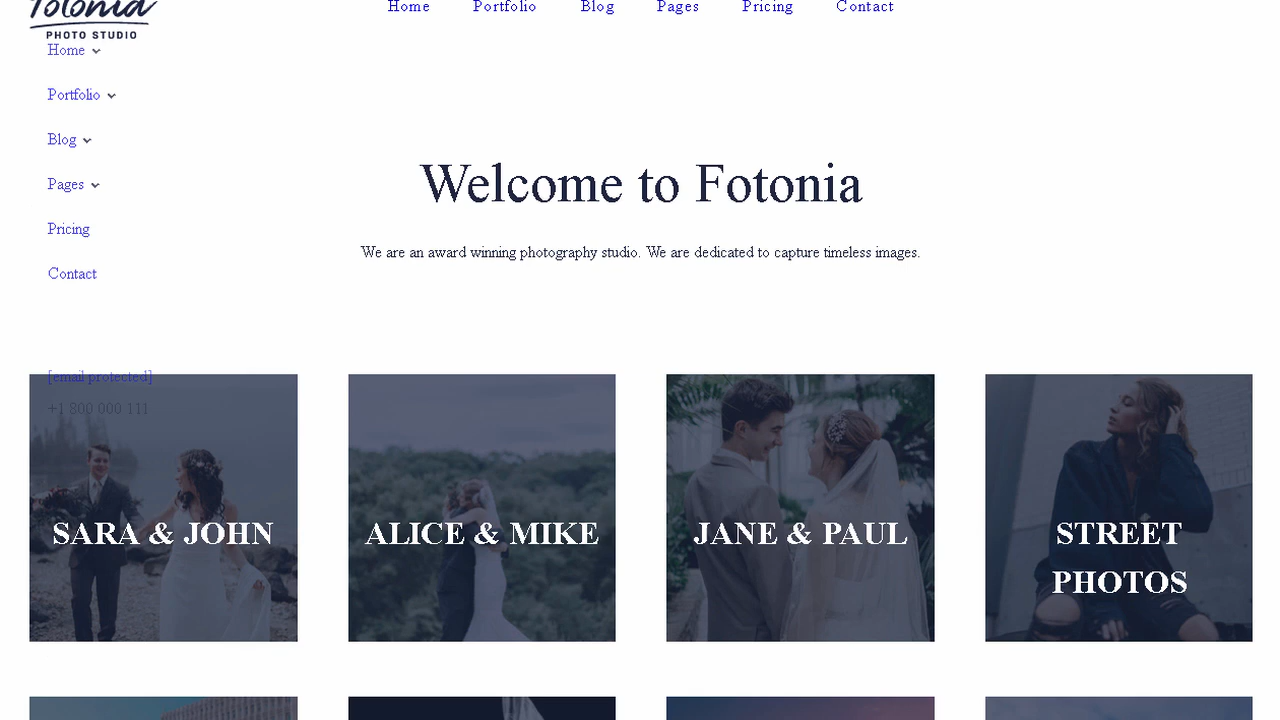 fotonia
PHOTO STUDIO
Home Portfolio Blog Pages Pricing Contact
Home
Portfolio
Blog
Pages
Pricing
Contact
Welcome to Fotonia
We are an award winning photography studio. We are dedicated to capture timeless images.
[email protected]
+1 800 000 111
SARA & JOHN
ALICE & MIKE
JANE & PAUL
STREET
PHOTOS